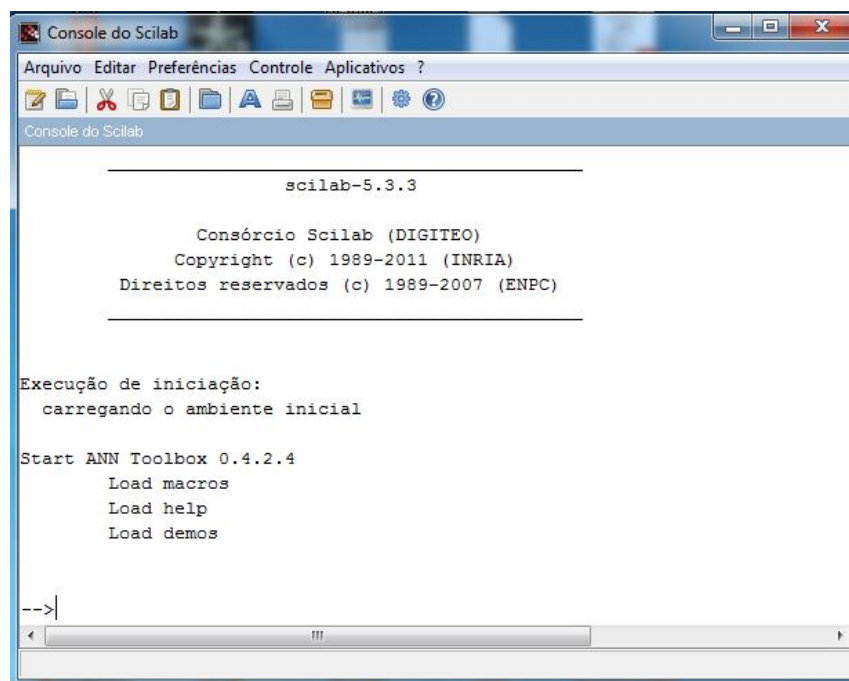 Console do Scilab
Arquivo Editar Preferências Controle Aplicativos ?
Console do Scilab
scilab-5.3.3
Consórcio Scilab (DIGITEO)
Copyright (c) 1989-2011 (INRIA)
Direitos reservados (c) 1989-2007 (ENPC)
Execução de iniciação:
carregando o ambiente inicial
Start ANN Toolbox 0.4.2.4
Load macros
Load help
Load demos
-->